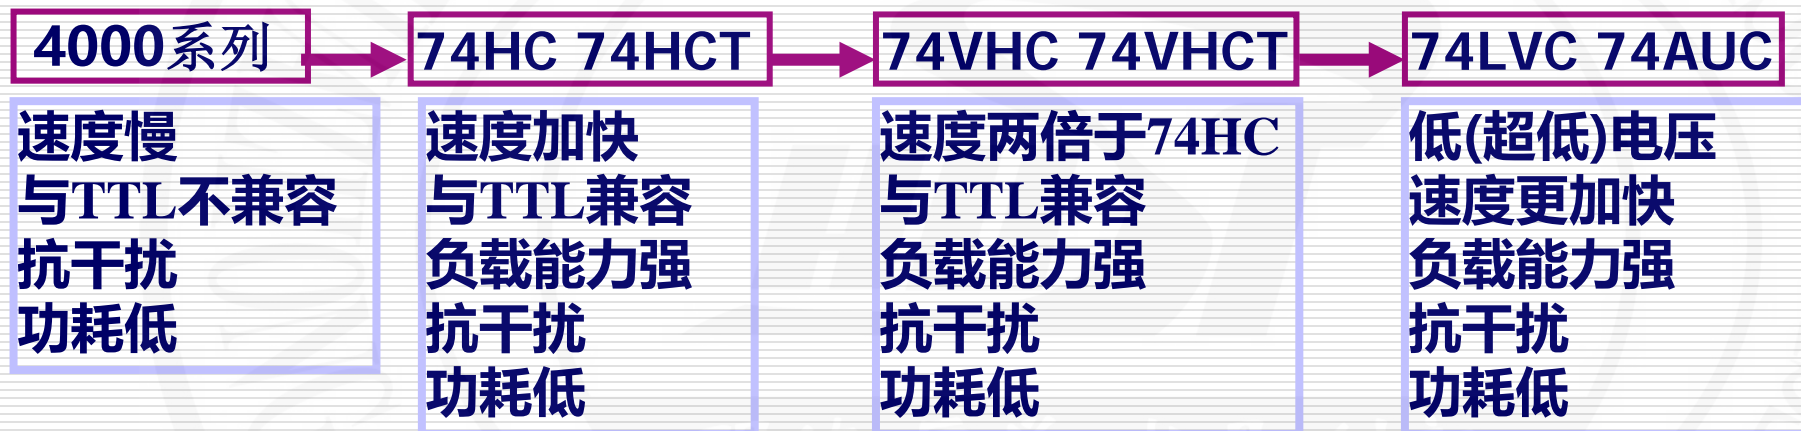 4000系列
74HC 74HCT
74VHC 74VHCT
74LVC 74AUC
速度慢
与TTL不兼容
抗干扰
功耗低
速度加快
与TTL兼容
负载能力强
抗干扰
功耗低
速度两倍于74HC
与TTL兼容
负载能力强
抗干扰
功耗低
低(超低)电压
速度更加快
负载能力强
抗干扰
功耗低